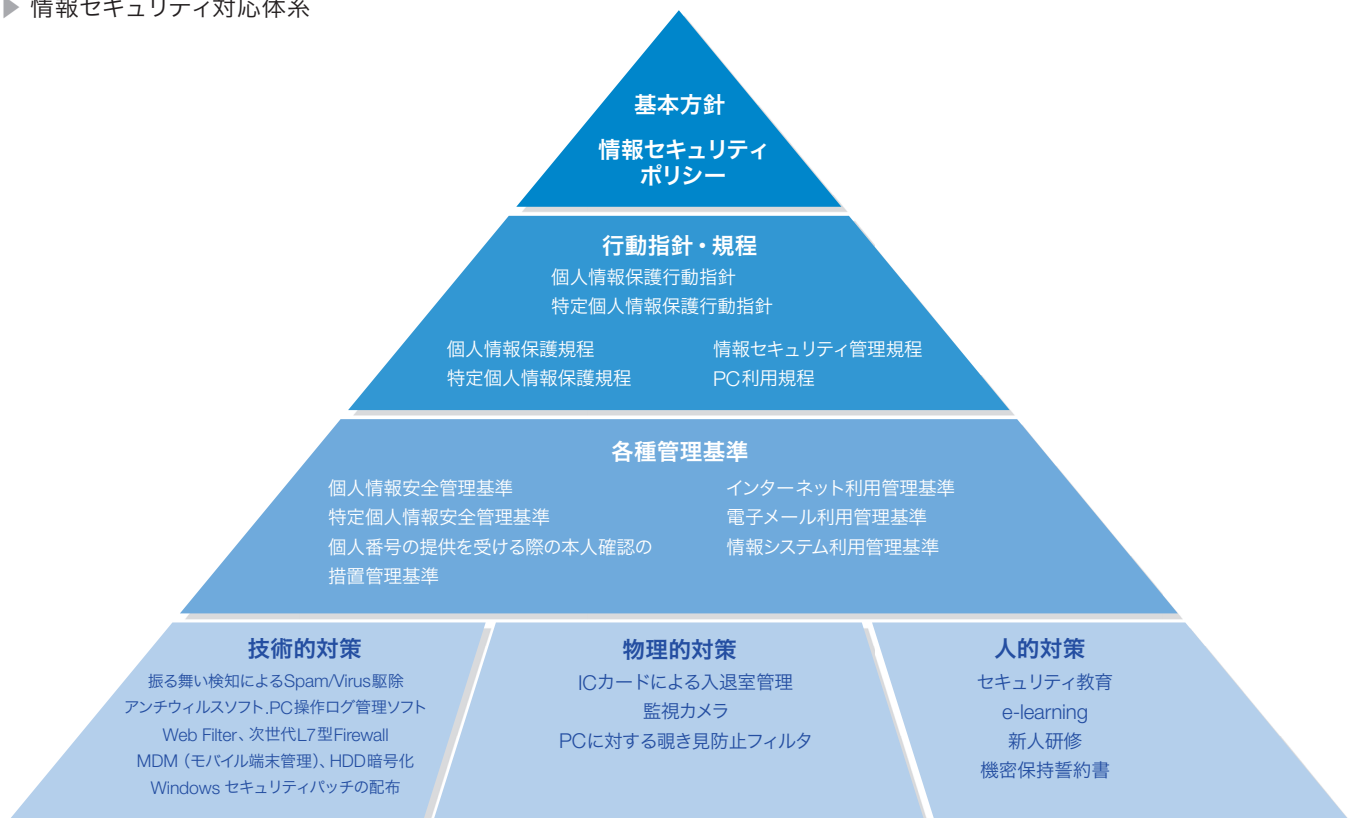 ▶ 情報セキュリティ対応体系
基本方針
情報セキュリティ
ポリシー
行動指針・規程
個人情報保護行動指針
特定個人情報保護行動指針
個人情報保護規程
特定個人情報保護規程
情報セキュリティ管理規程
PC利用規程
各種管理基準
個人情報安全管理基準
特定個人情報安全管理基準
個人番号の提供を受ける際の本人確認の
措置管理基準
インターネット利用管理基準
電子メール利用管理基準
情報システム利用管理基準
技術的対策
振る舞い検知によるSpam/Virus駆除
アンチウィルスソフト.PC操作ログ管理ソフト
Web Filter、次世代L7型Firewall
MDM（モバイル端末管理）、HDD暗号化
Windows セキュリティパッチの配布
物理的対策
ICカードによる入退室管理
監視カメラ
PCに対する覗き見防止フィルタ
人的対策
セキュリティ教育
e-learning
新人研修
機密保持誓約書